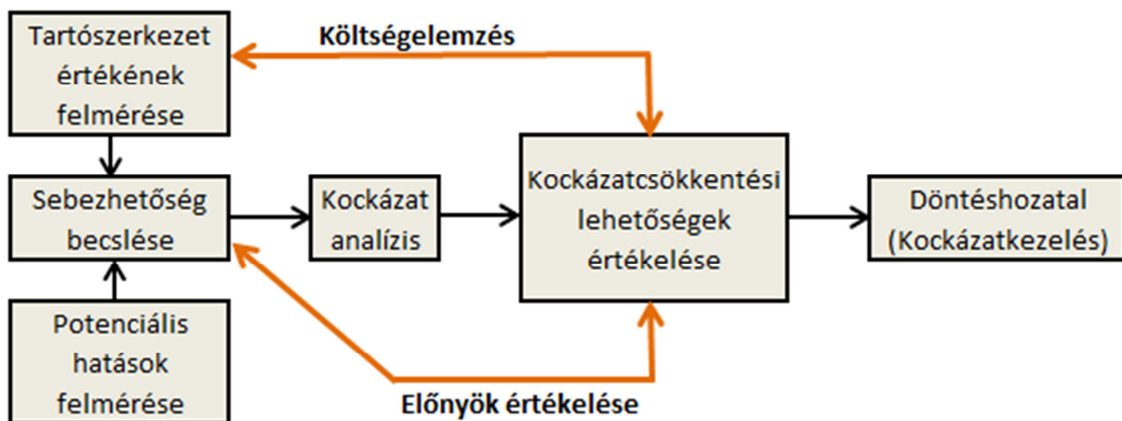 Tartószerkezet
értékének
felmérése
Költségelemzés
Sebezhetőség
becslése
Kockázat
analízis
Kockázatcsökkentési
lehetőségek
értékelése
Döntéshozatal
(Kockázatkezelés)
Potenciális
hatások
felmérése
Előnyök értékelése